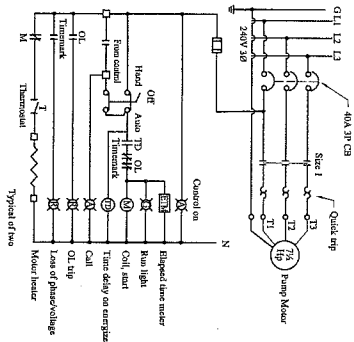 G L1
L2
L3
240V 3Ø
40A 3P CB
Size 1
Quick trip
T1
T2
T3
7½
Hp
Pump Motor
N
Control on
ETM
Elapsed time meter
Run light
M
Coil, start
TD
Time delay on energize
Call
OL trip
Loss of phase/voltage
Motor heater
Typical of two
Hand
Off
Auto
From control
TD
OL
Timemark
OL
Timemark
M
T
Thermostat